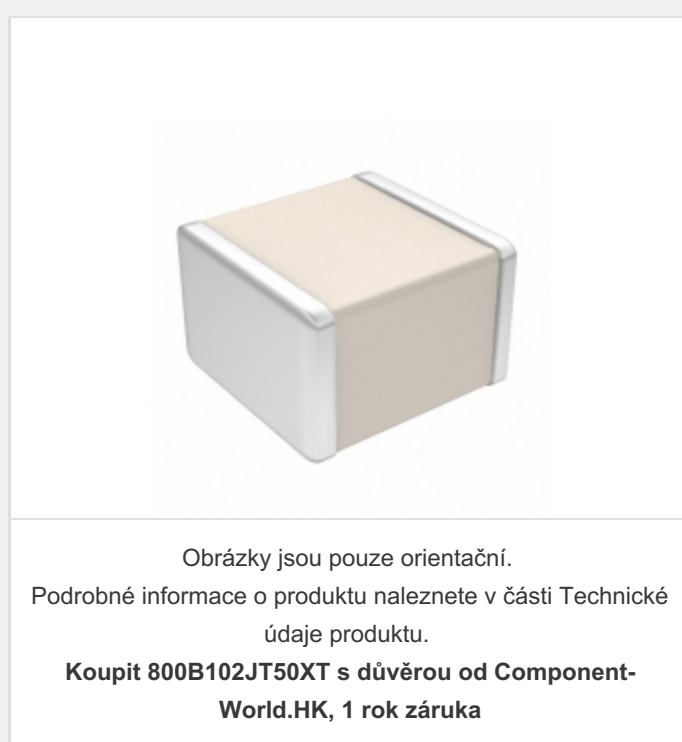 Obrázky jsou pouze orientační.
Podrobné informace o produktu naleznete v části Technické
údaje produktu.
Koupit 800B102JT50XT s důvěrou od Component-
World.HK, 1 rok záruka